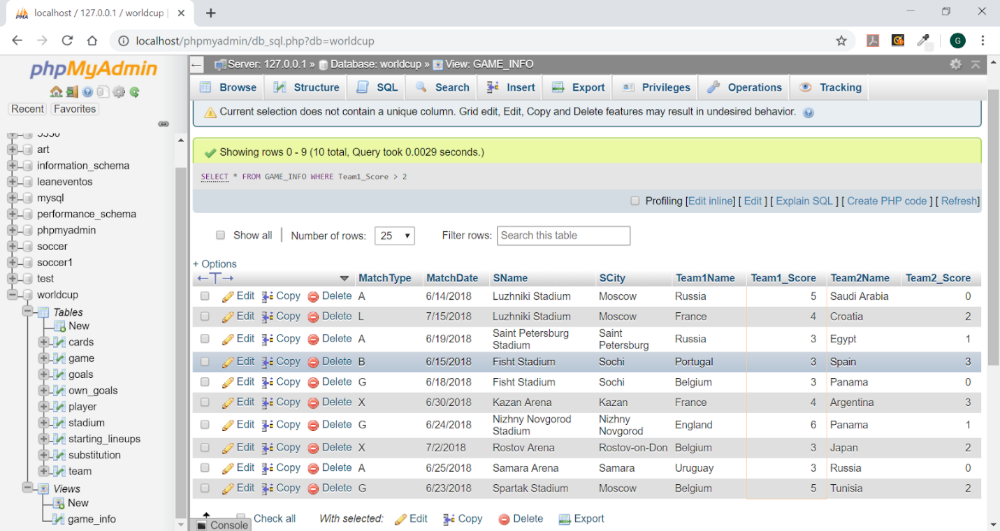 localhost / 127.0.0.1 / worldcup |
localhost/phpmyadmin/db_sql.php?db=worldcup
G
phpMyAdmin
Recent Favorites
art
information_schema
leaneventos
mysql
performance_schema
phpmyadmin
soccer
soccer1
test
worldcup
Tables
New
cards
game
goals
own_goals
player
stadium
starting_lineups
substitution
team
Views
New
game_info
Server: 127.0.0.1 » Database: worldcup » View: GAME_INFO
Browse Structure SQL Search Insert Export Privileges Operations Tracking
Current selection does not contain a unique column. Grid edit, Edit, Copy and Delete features may result in undesired behavior.
Showing rows 0 - 9 (10 total, Query took 0.0029 seconds.)
SELECT * FROM GAME_INFO WHERE Team1_Score > 2
Profiling [Edit inline] [ Edit ] [ Explain SQL ] [ Create PHP code ] [ Refresh]
Show all | Number of rows: 25 Filter rows: Search this table
+ Options
←T→ MatchType MatchDate SName SCity Team1Name Team1_Score Team2Name Team2_Score
Edit Copy Delete A 6/14/2018 Luzhniki Stadium Moscow Russia 5 Saudi Arabia 0
Edit Copy Delete L 7/15/2018 Luzhniki Stadium Moscow France 4 Croatia 2
Edit Copy Delete A 6/19/2018 Saint Petersburg Stadium Saint Petersburg Russia 3 Egypt 1
Edit Copy Delete B 6/15/2018 Fisht Stadium Sochi Portugal 3 Spain 3
Edit Copy Delete G 6/18/2018 Fisht Stadium Sochi Belgium 3 Panama 0
Edit Copy Delete X 6/30/2018 Kazan Arena Kazan France 4 Argentina 3
Edit Copy Delete G 6/24/2018 Nizhny Novgorod Stadium Nizhny Novgorod England 6 Panama 1
Edit Copy Delete X 7/2/2018 Rostov Arena Rostov-on-Don Belgium 3 Japan 2
Edit Copy Delete A 6/25/2018 Samara Arena Samara Uruguay 3 Russia 0
Edit Copy Delete G 6/23/2018 Spartak Stadium Moscow Belgium 5 Tunisia 2
Check all With selected: Edit Copy Delete Export
Console